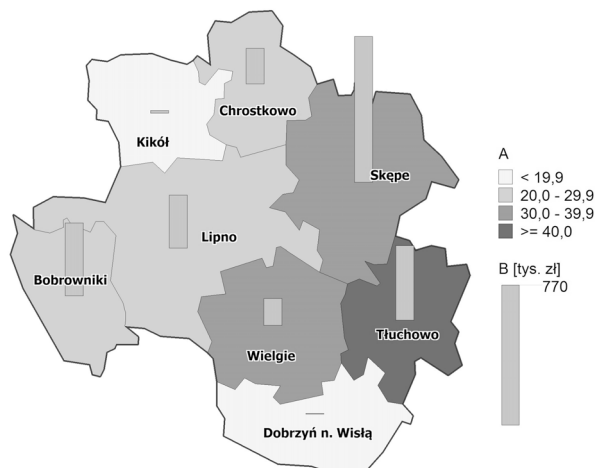 Chrostkowo
Kikół
Skępe
Lipno
Bobrowniki
Tłuchowo
Wielgie
Dobrzyń n. Wisłą
A
< 19,9
20,0 - 29,9
30,0 - 39,9
>= 40,0
B [tys. zł]
770